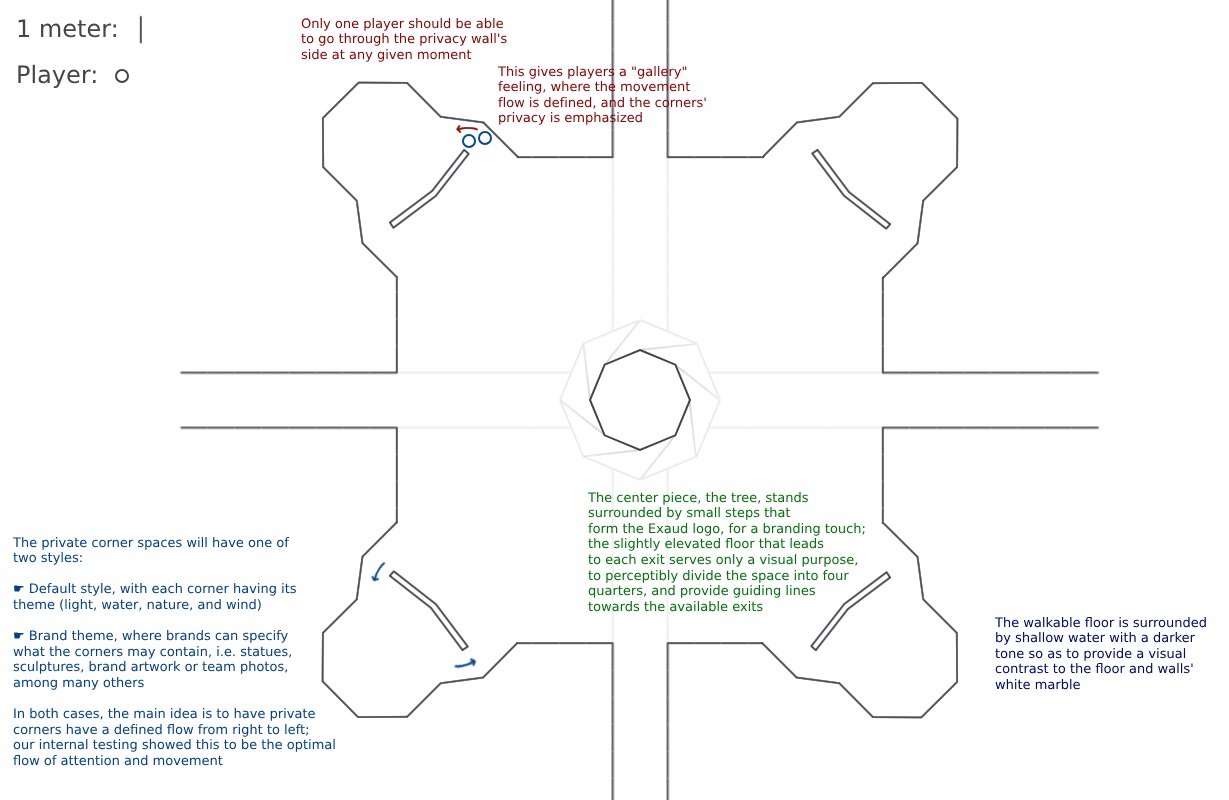 1 meter: |
Player:
Only one player should be able
to go through the privacy wall's
side at any given moment
This gives players a "gallery"
feeling, where the movement
flow is defined, and the corners'
privacy is emphasized
The center piece, the tree, stands
surrounded by small steps that
form the Exaud logo, for a branding touch;
the slightly elevated floor that leads
to each exit serves only a visual purpose,
to perceptibly divide the space into four
quarters, and provide guiding lines
towards the available exits
The private corner spaces will have one of
two styles:
☛ Default style, with each corner having its
theme (light, water, nature, and wind)
☛ Brand theme, where brands can specify
what the corners may contain, i.e. statues,
sculptures, brand artwork or team photos,
among many others
In both cases, the main idea is to have private
corners have a defined flow from right to left;
our internal testing showed this to be the optimal
flow of attention and movement
The walkable floor is surrounded
by shallow water with a darker
tone so as to provide a visual
contrast to the floor and walls'
white marble